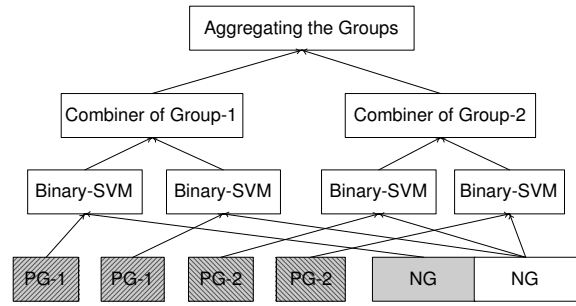 Aggregating the Groups
Combiner of Group-1
Combiner of Group-2
Binary-SVM
Binary-SVM
Binary-SVM
Binary-SVM
PG-1
PG-1
PG-2
PG-2
NG
NG